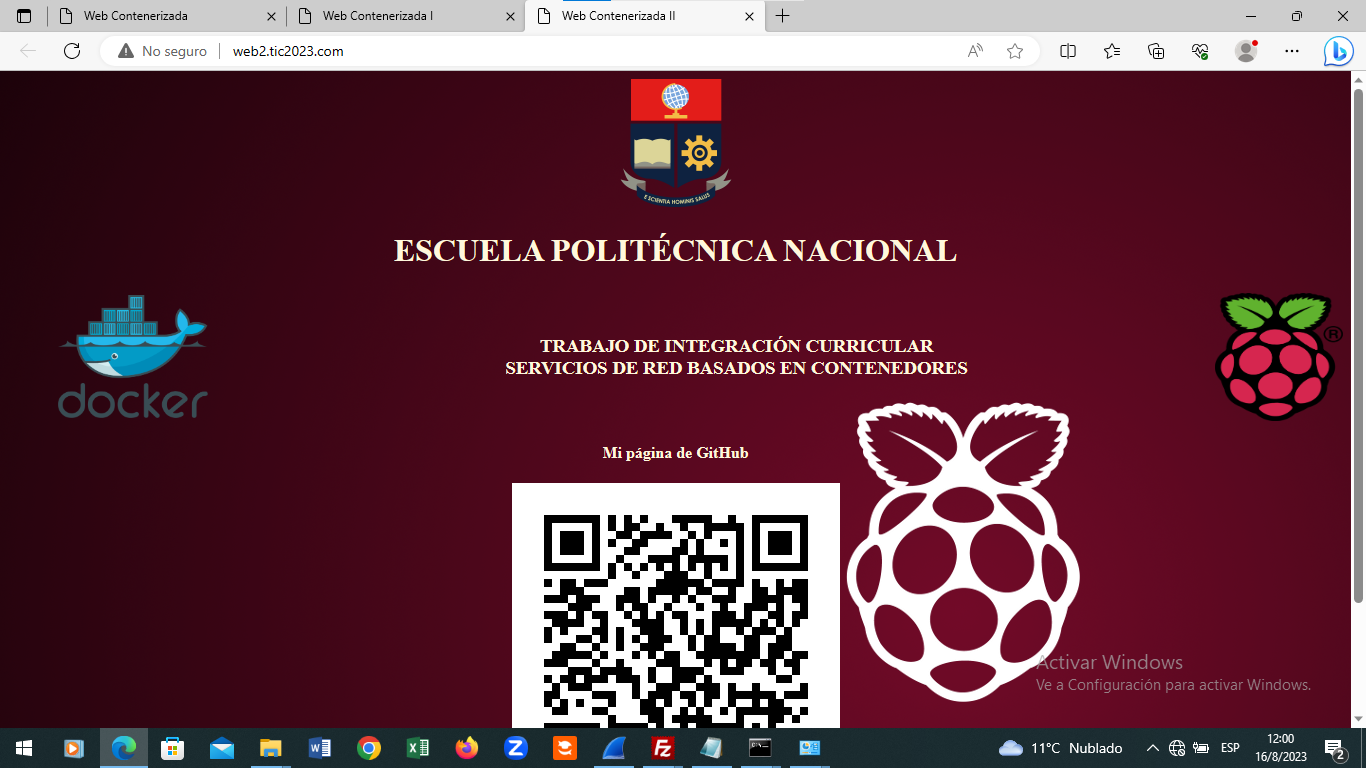 Web Contenerizada
Web Contenerizada I
Web Contenerizada II
No seguro
web2.tic2023.com
E SCIENTIA HOMINIS SALUS
ESCUELA POLITÉCNICA NACIONAL
docker
®
TRABAJO DE INTEGRACIÓN CURRICULAR
SERVICIOS DE RED BASADOS EN CONTENEDORES
Mi página de GitHub
Activar Windows
Ve a Configuración para activar Windows.
11°C Nublado
ESP
12:00
16/8/2023
2